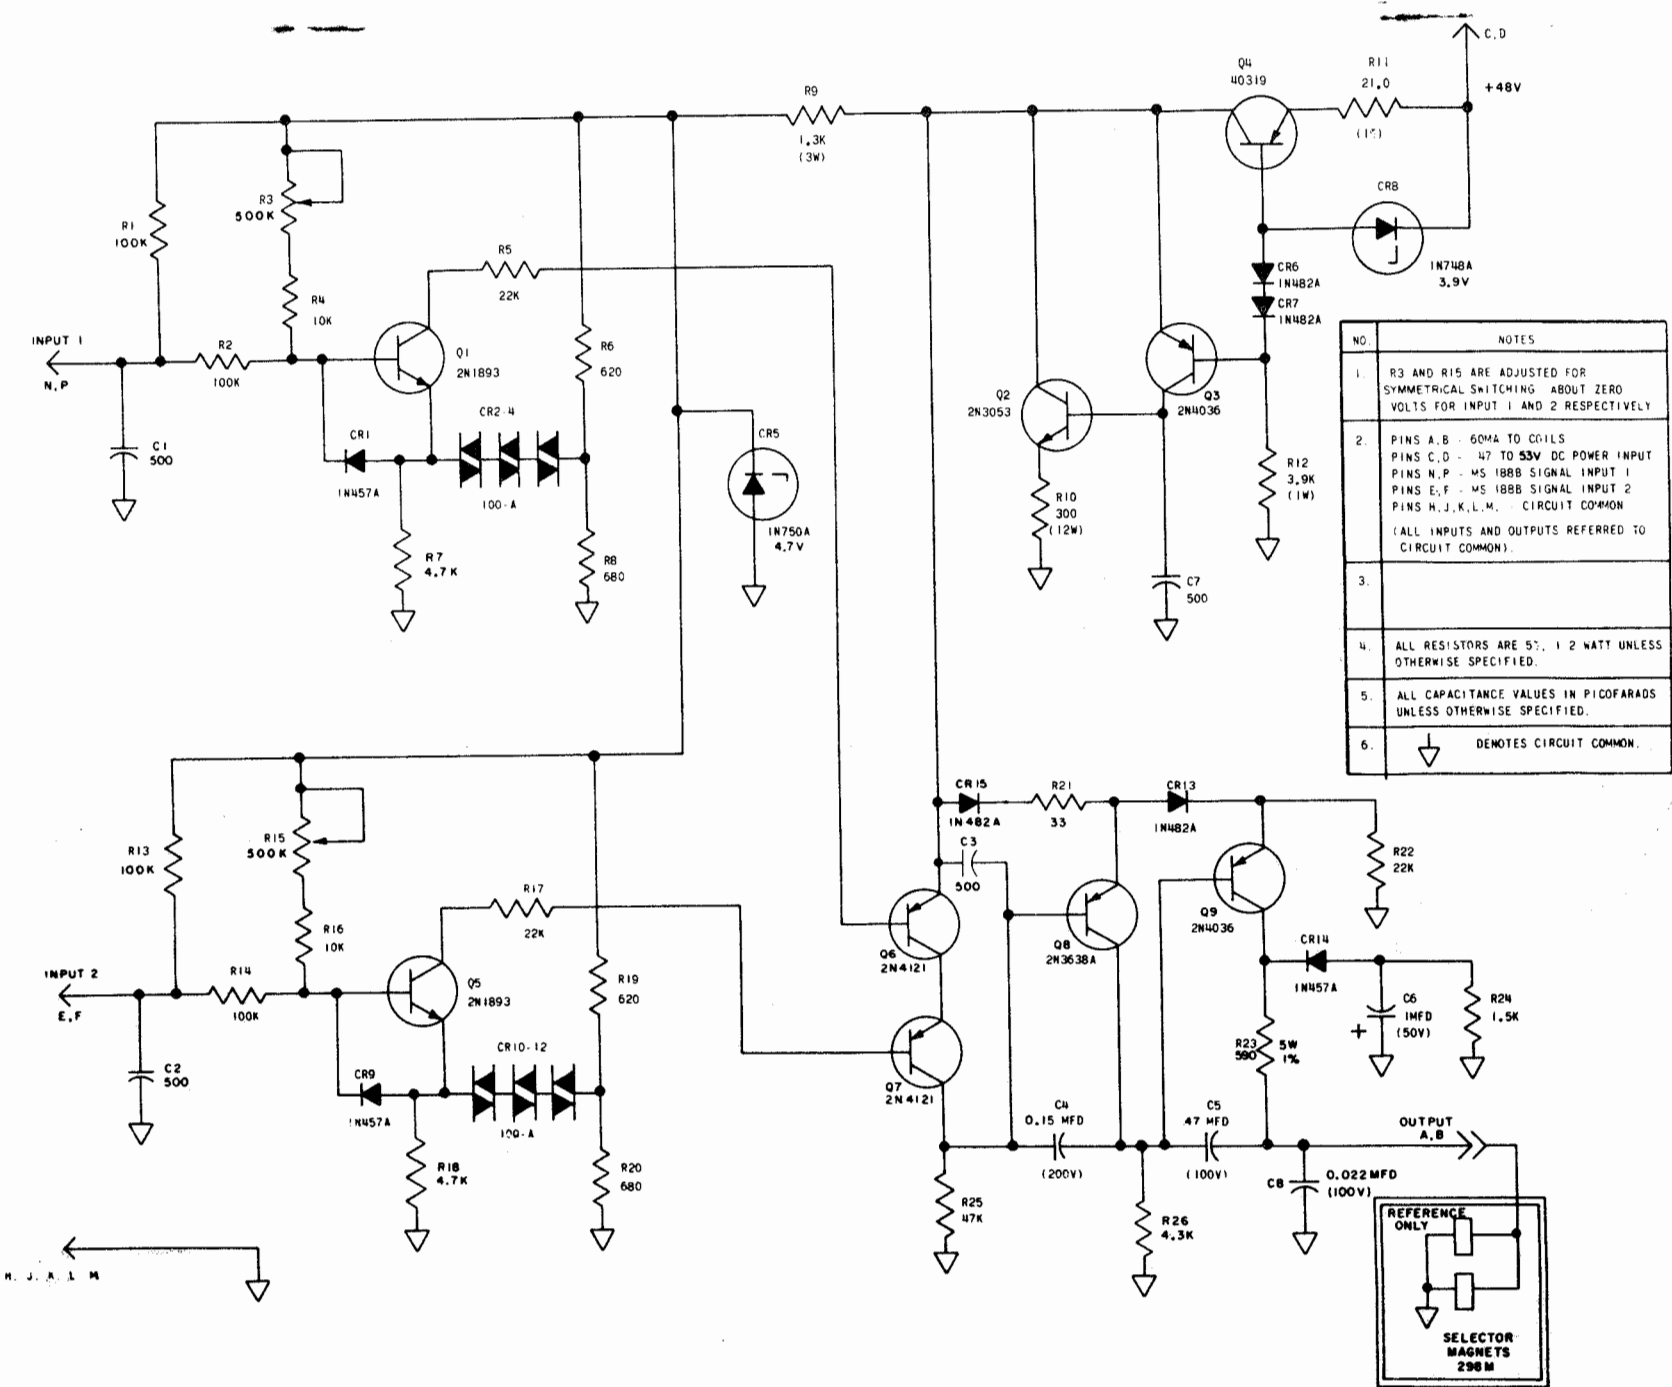 C,D
+48V
R11
21.0
Q4
40319
R9
1.3K
(3W)
CR8
1N748A
3.9V
R3
500K
R1
100K
R5
22K
CR6
1N482A
CR7
1N482A
R4
10K
INPUT 1
N,P
R2
100K
Q1
2N1893
R6
620
Q2
2N3053
Q3
2N4036
CR2-4
CR1
1N457A
100-A
C1
500
CR5
1N750A
4.7V
R12
3.9K
(1W)
R10
300
(12W)
R7
4.7K
R8
680
C7
500
NO. NOTES
1. R3 AND R15 ARE ADJUSTED FOR
SYMMETRICAL SWITCHING ABOUT ZERO
VOLTS FOR INPUT 1 AND 2 RESPECTIVELY
2. PINS A,B - 60MA TO COILS
PINS C,D - 47 TO 53V DC POWER INPUT
PINS N,P - MS 188B SIGNAL INPUT 1
PINS E,F - MS 188B SIGNAL INPUT 2
PINS H,J,K,L,M, - CIRCUIT COMMON
(ALL INPUTS AND OUTPUTS REFERRED TO
CIRCUIT COMMON).
3.
4. ALL RESISTORS ARE 5%, 1 2 WATT UNLESS
OTHERWISE SPECIFIED.
5. ALL CAPACITANCE VALUES IN PICOFARADS
UNLESS OTHERWISE SPECIFIED.
6. DENOTES CIRCUIT COMMON.
R13
100K
R15
500K
CR15
1N482A
R21
33
CR13
1N482A
C3
500
R22
22K
R17
22K
R16
10K
Q9
2N4036
Q8
2N3638A
Q6
2N4121
CR14
1N457A
INPUT 2
E,F
R14
100K
Q5
2N1893
R19
620
C6
1MFD
(50V)
+
R24
1.5K
R23
590
5W
1%
CR10-12
CR9
1N457A
100-A
C2
500
Q7
2N4121
C4
0.15 MFD
(200V)
C5
.47 MFD
(100V)
OUTPUT
A,B
R18
4.7K
R20
680
R25
47K
R26
4.3K
C8
0.022MFD
(100V)
REFERENCE
ONLY
H, J, K, L, M
SELECTOR
MAGNETS
298M